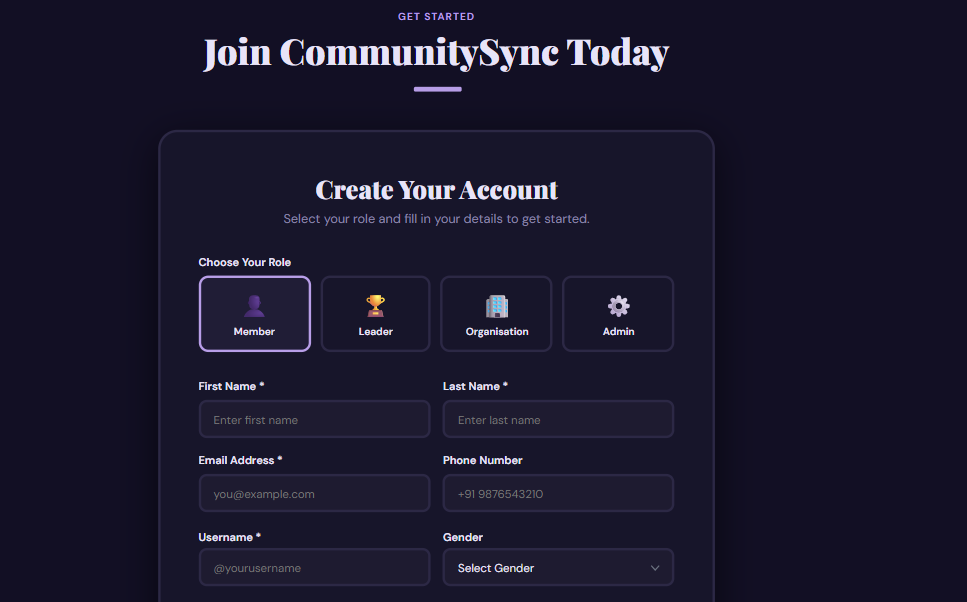 GET STARTED
Join CommunitySync Today
Create Your Account
Select your role and fill in your details to get started.
Choose Your Role
Member Leader Organisation Admin
First Name * Last Name *
Enter first name Enter last name
Email Address * Phone Number
you@example.com +91 9876543210
Username * Gender
@yourusername Select Gender